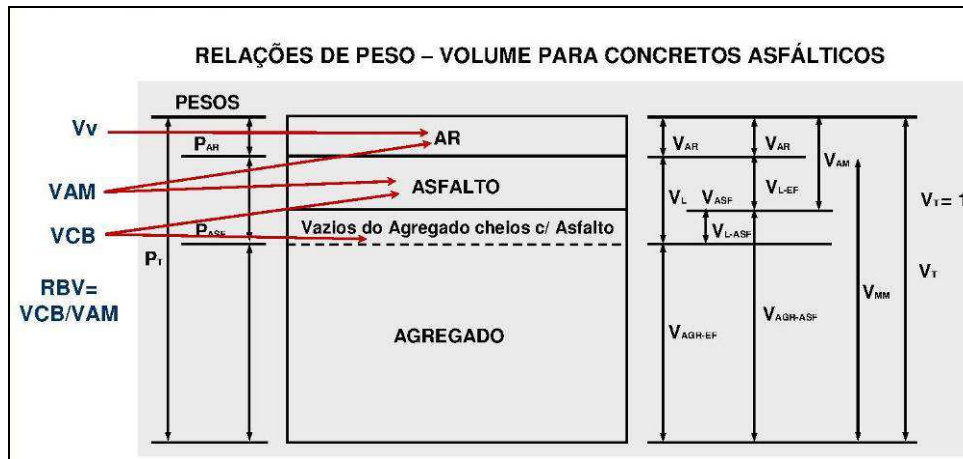 RELAÇÕES DE PESO – VOLUME PARA CONCRETOS ASFÁLTICOS
PESOS
Vv
PAR
AR
VAR
VAR
VAM
VAM
ASFALTO
VL
VASF
VL-EF
VT= 1
VCB
PASF
Vazios do Agregado cheios c/ Asfalto
VL-ASF
PT
VT
RBV=
VCB/VAM
VMM
AGREGADO
VAGR-EF
VAGR-ASF